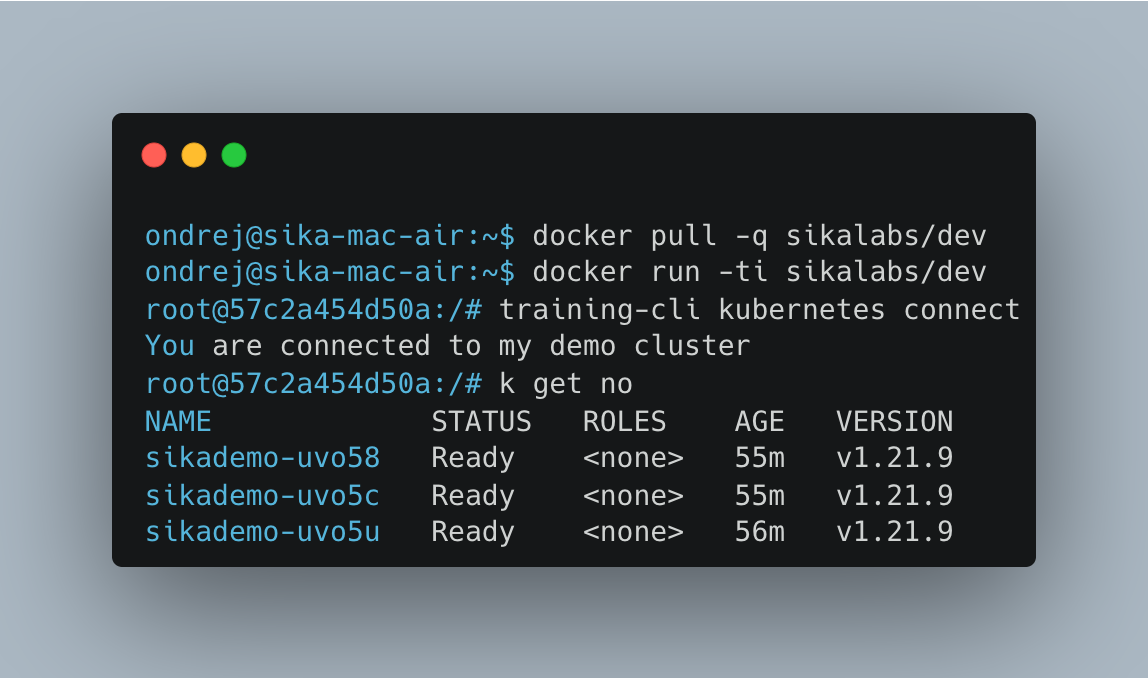 ondrej@sika-mac-air:~$ docker pull -q sikalabs/dev
ondrej@sika-mac-air:~$ docker run -ti sikalabs/dev
root@57c2a454d50a:/# training-cli kubernetes connect
You are connected to my demo cluster
root@57c2a454d50a:/# k get no
NAME             STATUS   ROLES    AGE   VERSION
sikademo-uvo58   Ready    <none>   55m   v1.21.9
sikademo-uvo5c   Ready    <none>   55m   v1.21.9
sikademo-uvo5u   Ready    <none>   56m   v1.21.9